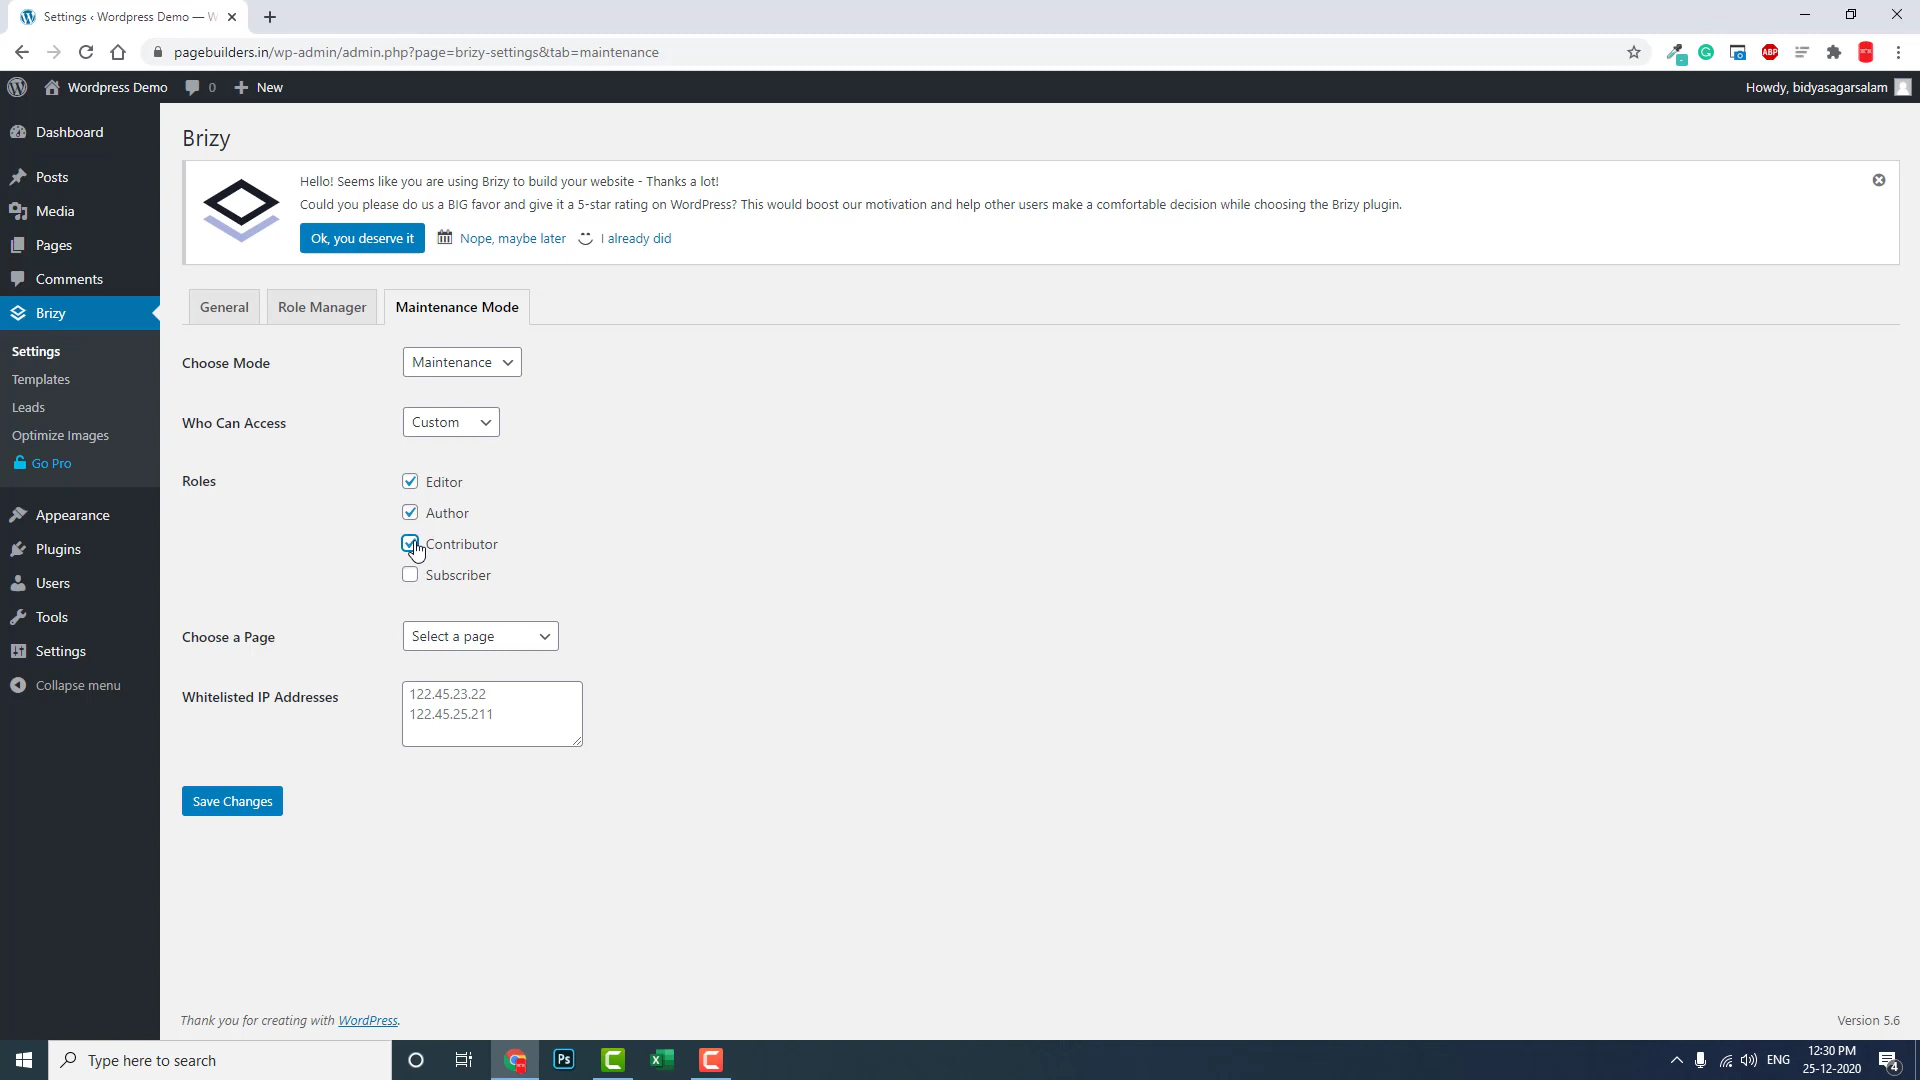 Settings ‹ Wordpress Demo — W
pagebuilders.in/wp-admin/admin.php?page=brizy-settings&tab=maintenance
ABP
Wordpress Demo 0 New
Howdy, bidyasagarsalam
Dashboard
Posts
Media
Pages
Comments
Brizy
Settings
Templates
Leads
Optimize Images
Go Pro
Appearance
Plugins
Users
Tools
Settings
Collapse menu
Brizy
Hello! Seems like you are using Brizy to build your website - Thanks a lot!
Could you please do us a BIG favor and give it a 5-star rating on WordPress? This would boost our motivation and help other users make a comfortable decision while choosing the Brizy plugin.
Ok, you deserve it Nope, maybe later I already did
General Role Manager Maintenance Mode
Choose Mode Maintenance
Who Can Access Custom
Roles Editor
Author
Contributor
Subscriber
Choose a Page Select a page
Whitelisted IP Addresses 122.45.23.22
122.45.25.211
Save Changes
Thank you for creating with WordPress.
Version 5.6
Type here to search
Ps
ENG
12:30 PM
25-12-2020
4